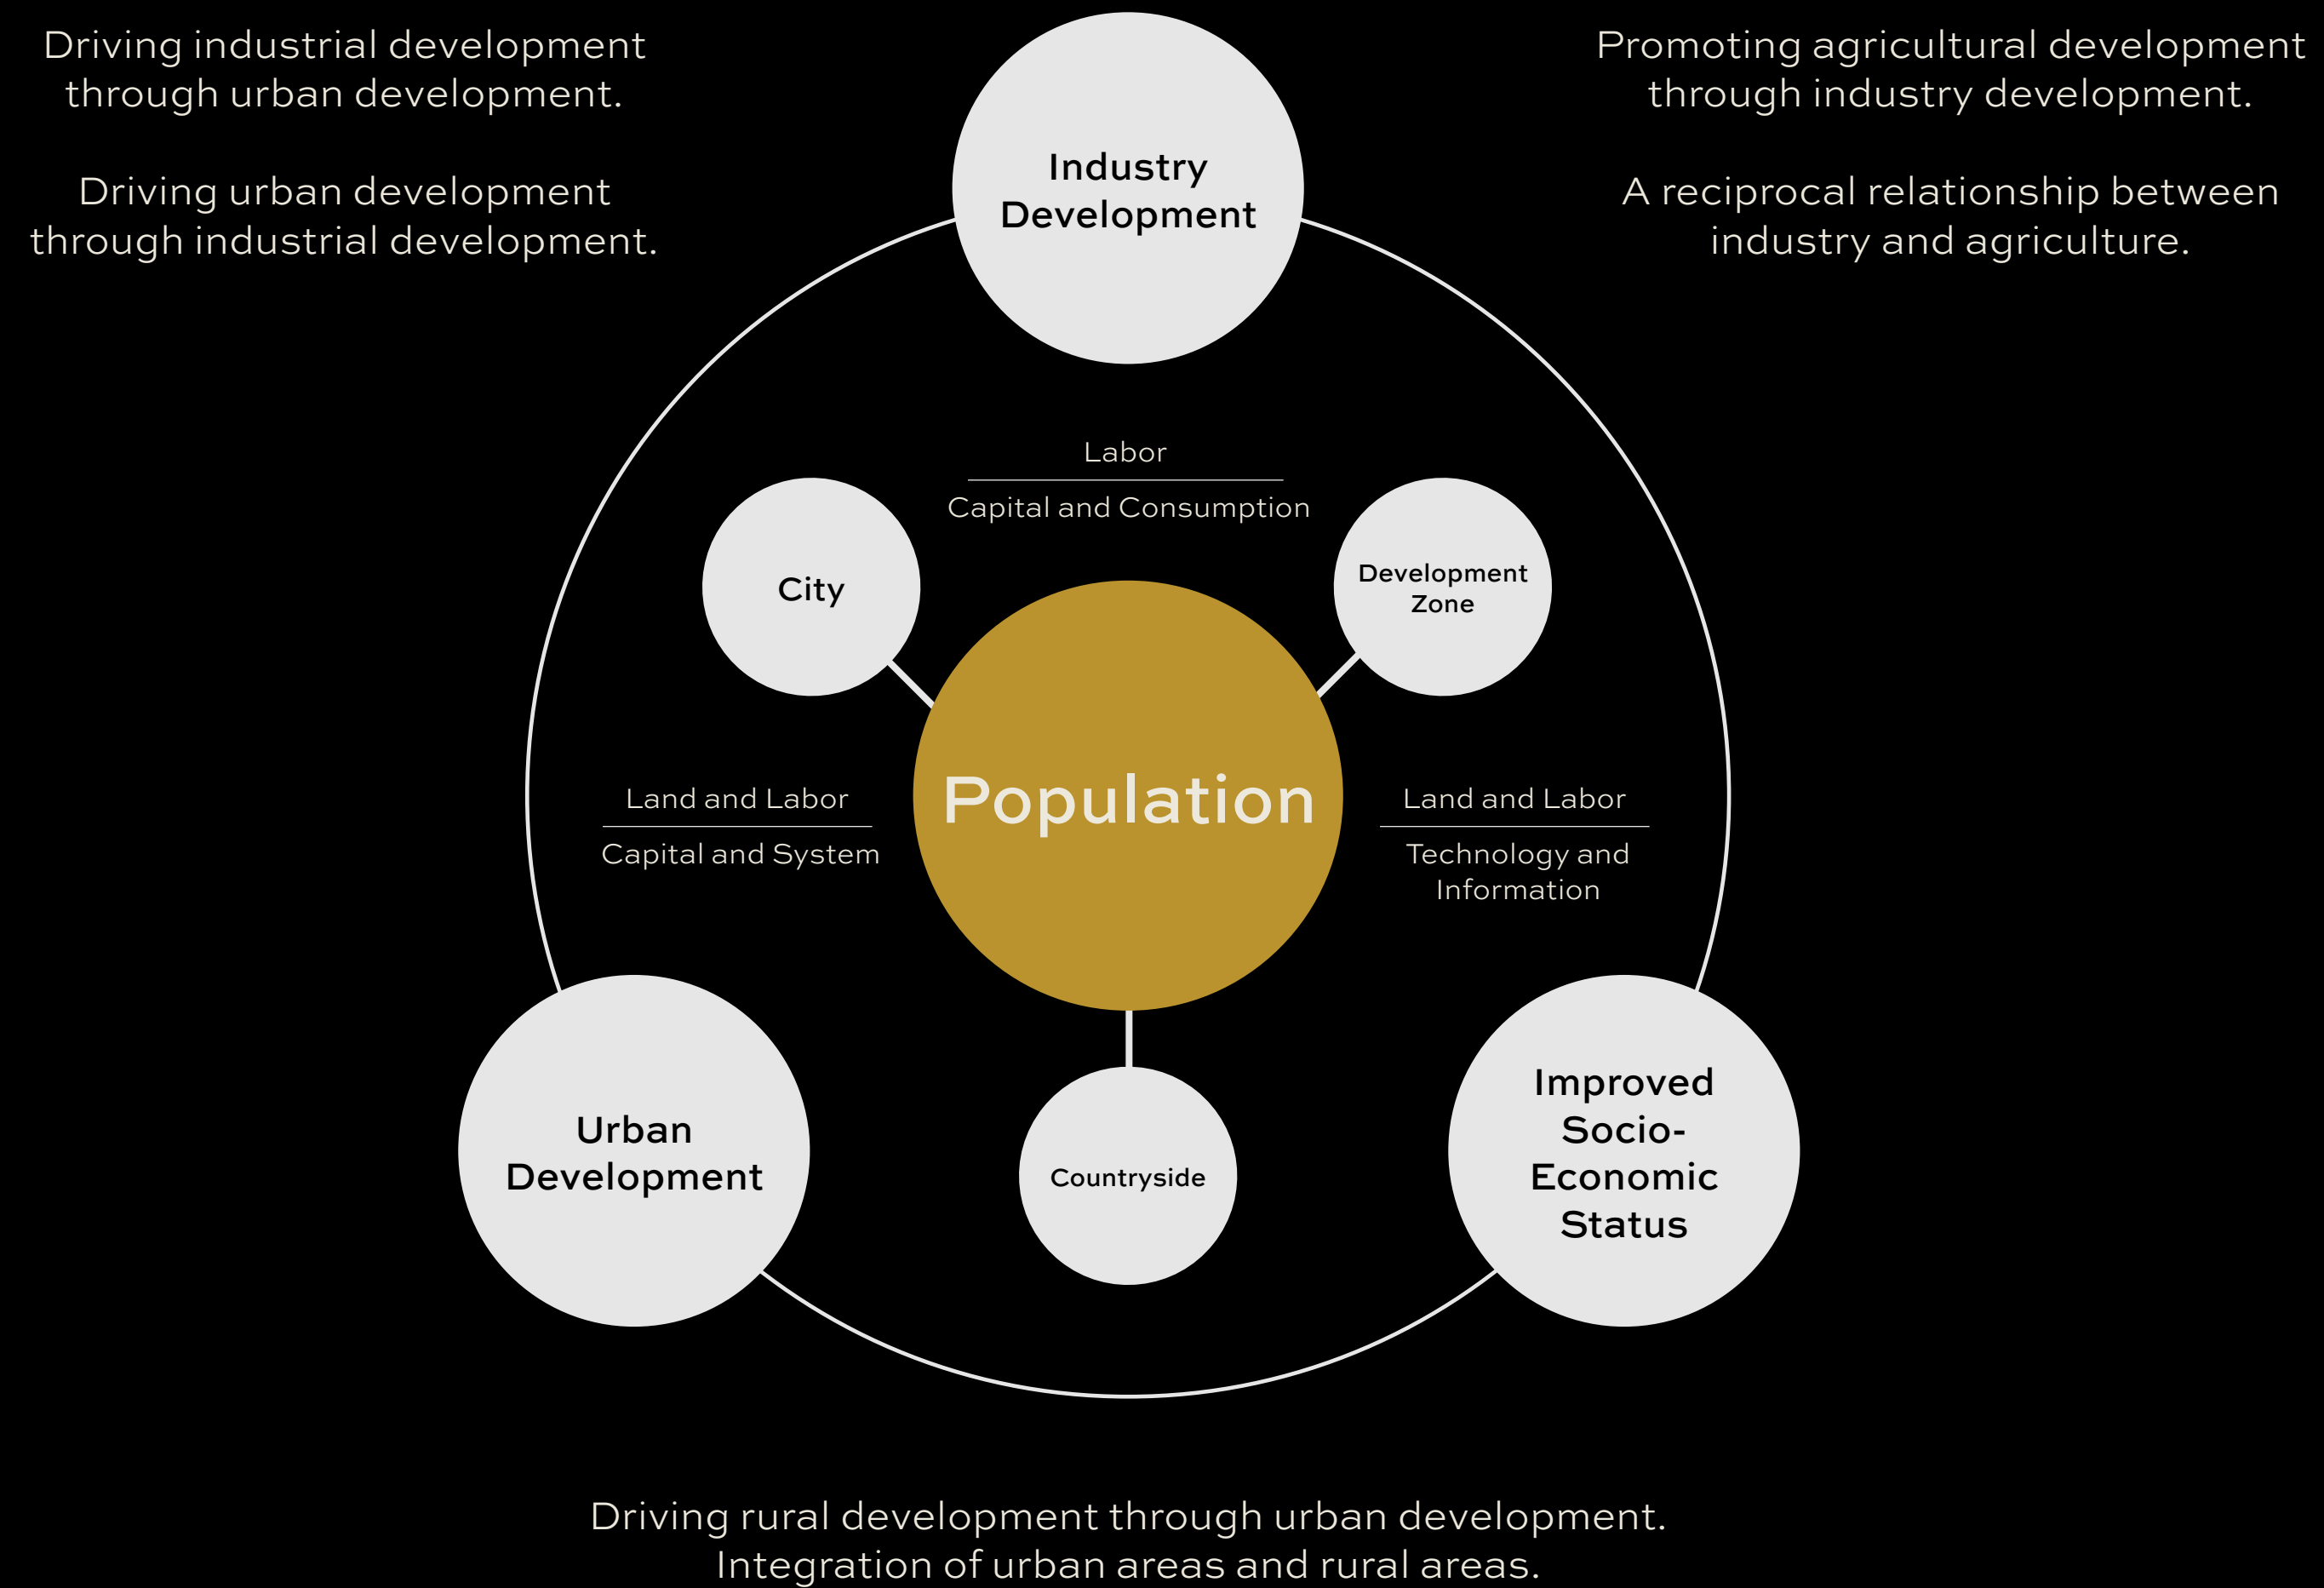 Driving industrial development
through urban development.
Driving urban development
through industrial development.
Promoting agricultural development
through industry development.
A reciprocal relationship between
industry and agriculture.
Industry
Development
Labor
Capital and Consumption
City
Development
Zone
Population
Land and Labor
Capital and System
Land and Labor
Technology and
Information
Urban
Development
Countryside
Improved
Socio-
Economic
Status
Driving rural development through urban development.
Integration of urban areas and rural areas.